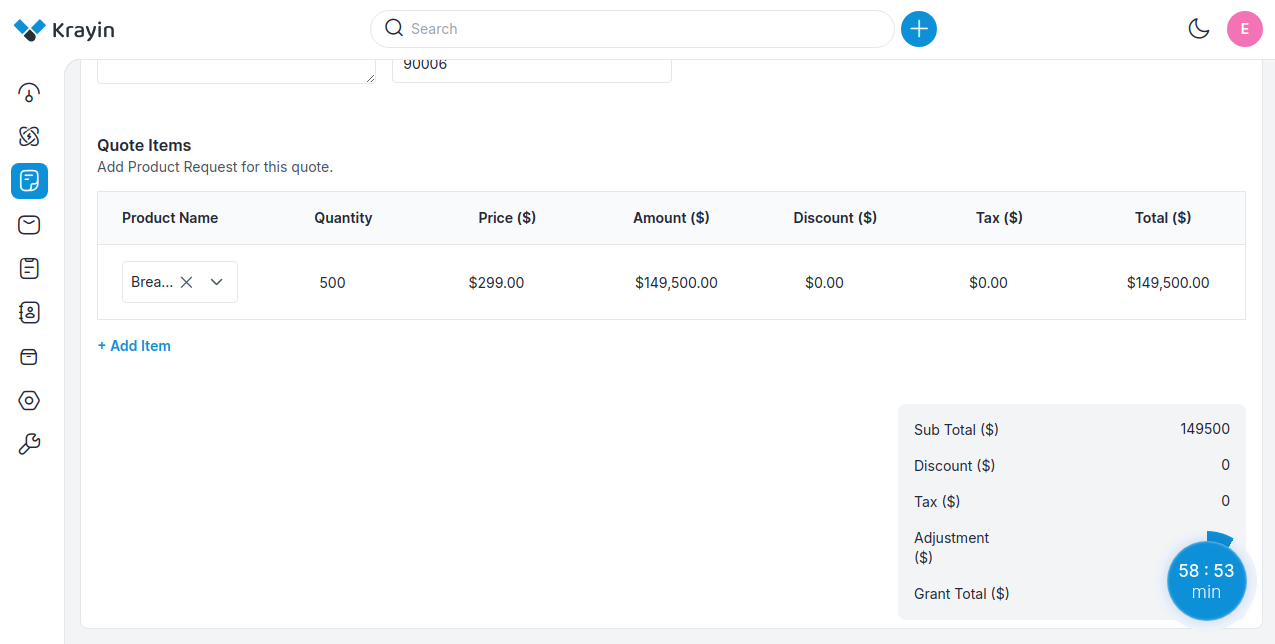 Krayin
Search
E
90006
Quote Items
Add Product Request for this quote.
Product Name Quantity Price ($) Amount ($) Discount ($) Tax ($) Total ($)
Brea... 500 $299.00 $149,500.00 $0.00 $0.00 $149,500.00
+ Add Item
Sub Total ($) 149500
Discount ($) 0
Tax ($) 0
Adjustment
($)
Grant Total ($)
58 : 53
min